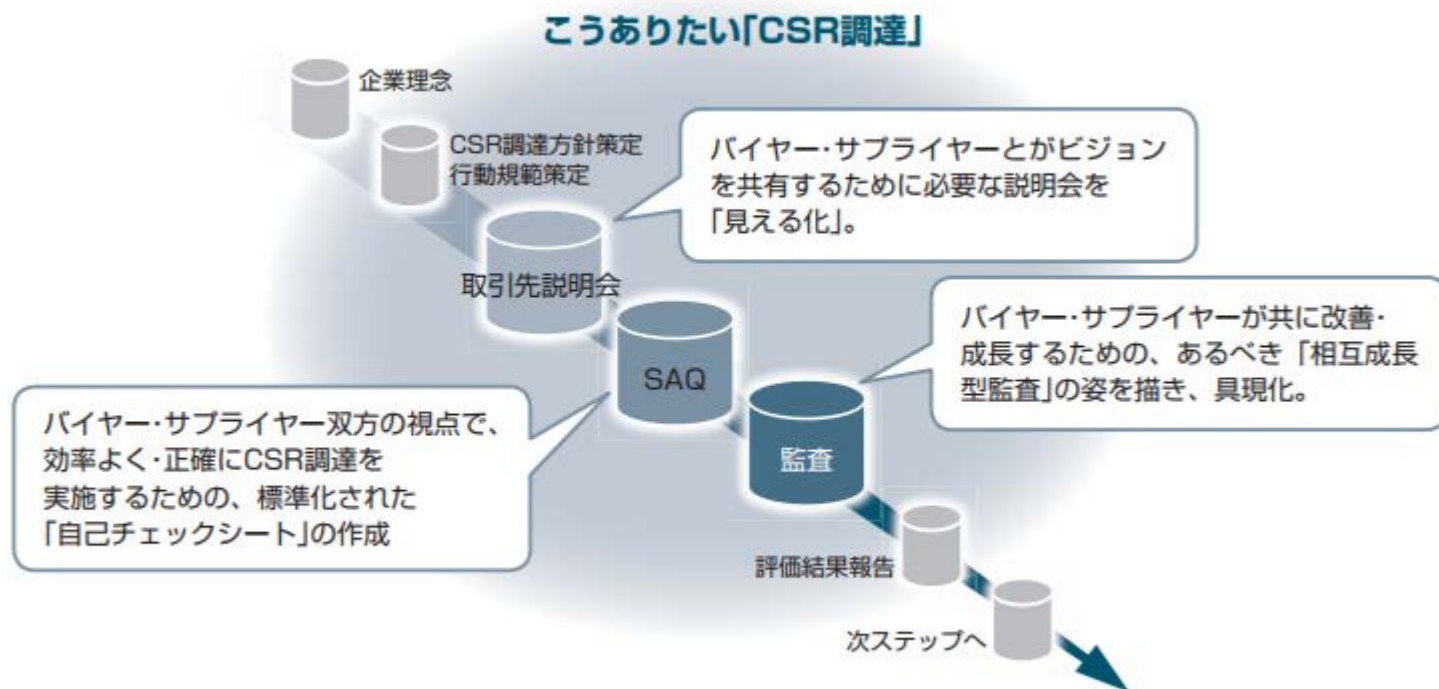 こうありたい「CSR調達」
企業理念
CSR調達方針策定
行動規範策定
バイヤー・サプライヤーとがビジョン
を共有するために必要な説明会を
「見える化」。
取引先説明会
バイヤー・サプライヤーが共に改善・
成長するための、あるべき「相互成長
型監査」の姿を描き、具現化。
SAQ
バイヤー・サプライヤー双方の視点で、
効率よく・正確にCSR調達を
実施するための、標準化された
「自己チェックシート」の作成
監査
評価結果報告
次ステップへ